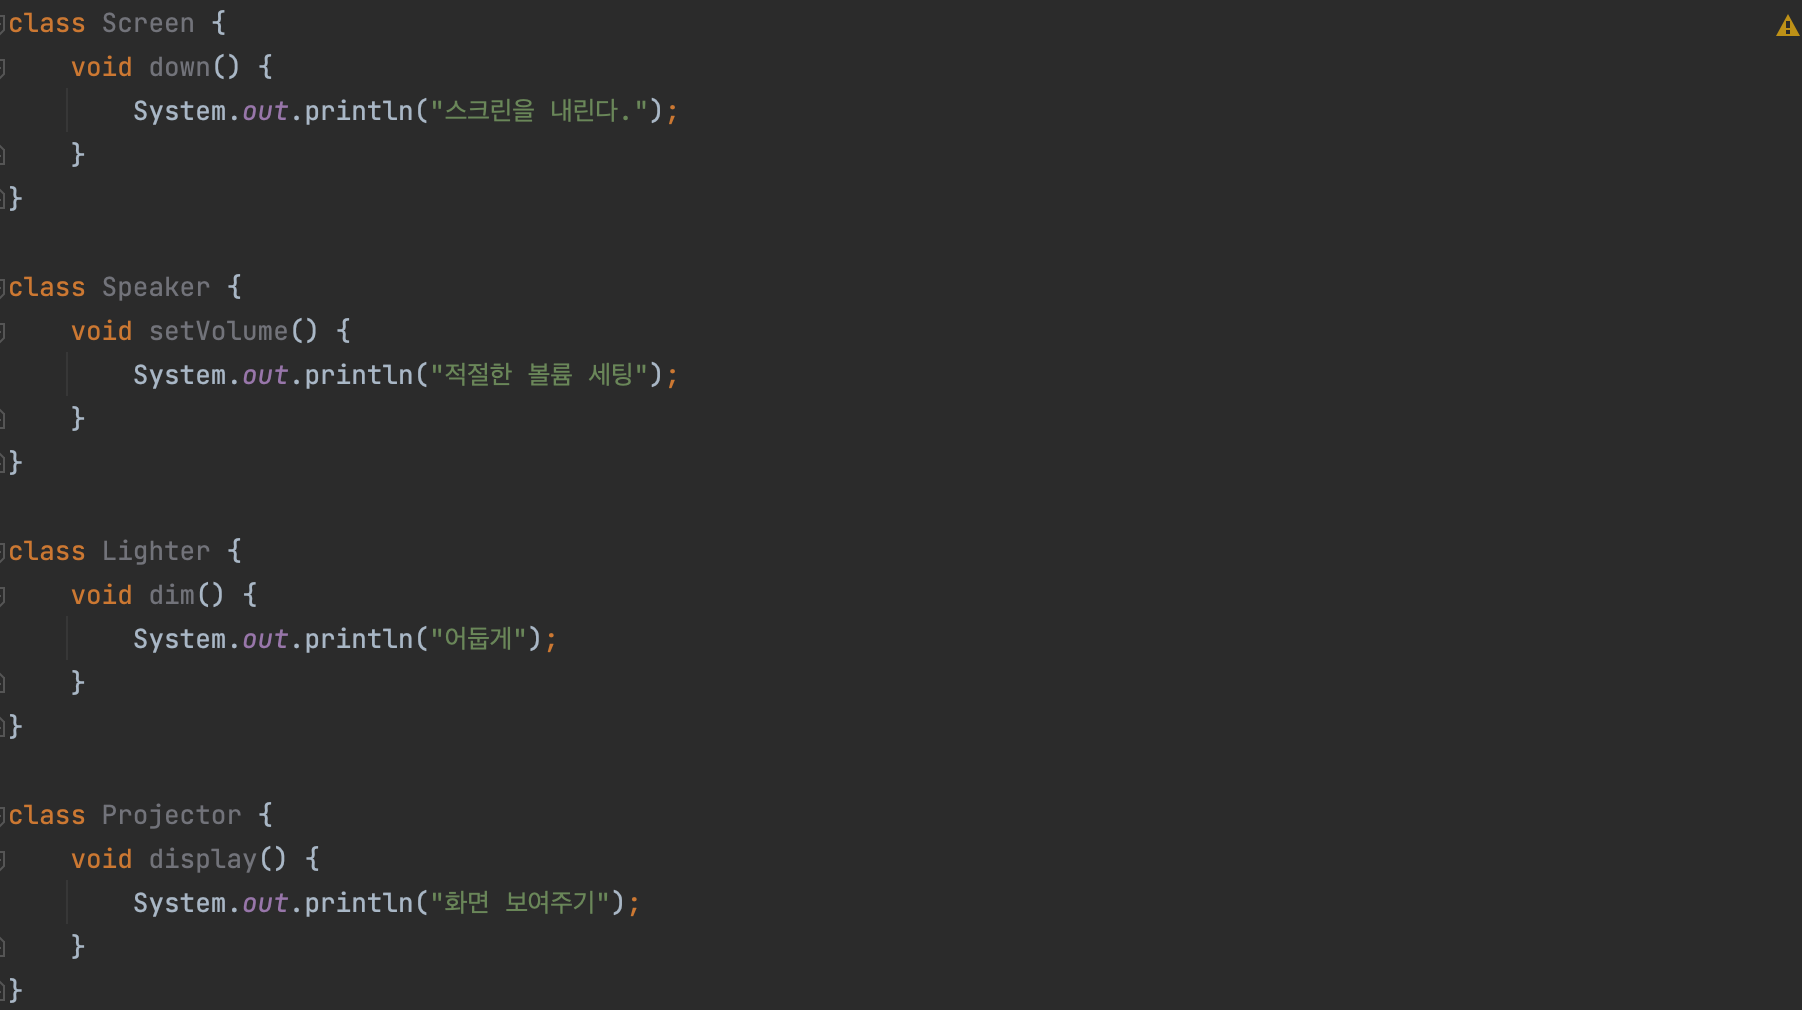 class Screen {
    void down() {
        System.out.println("스크린을 내린다.");
    }
}

class Speaker {
    void setVolume() {
        System.out.println("적절한 볼륨 세팅");
    }
}

class Lighter {
    void dim() {
        System.out.println("어둡게");
    }
}

class Projector {
    void display() {
        System.out.println("화면 보여주기");
    }
}